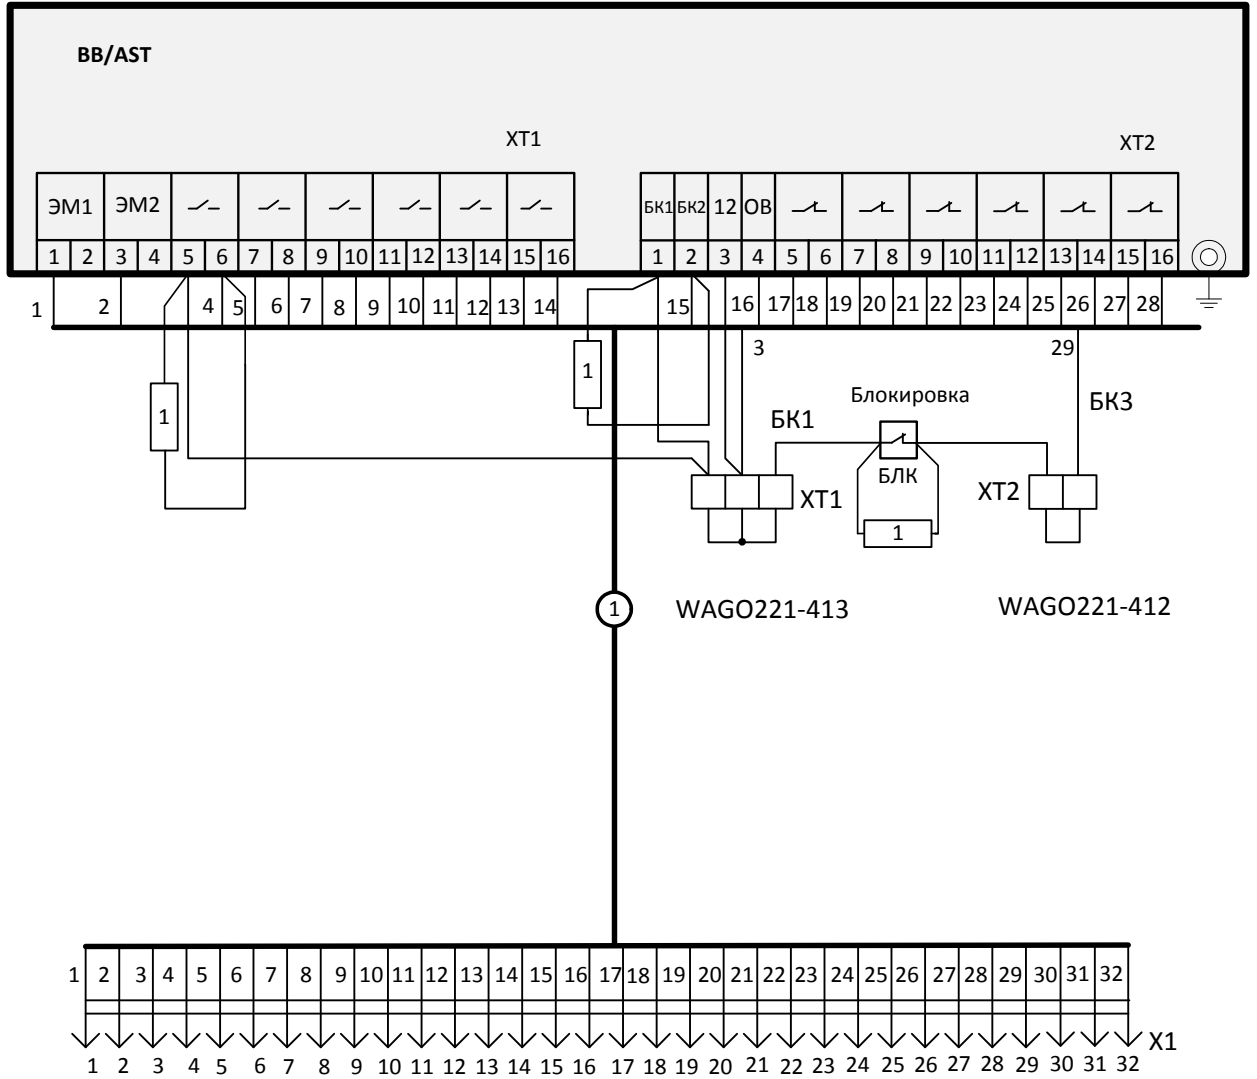 BB/AST
XT1
XT2
ЭМ1 ЭМ2
БК1 БК2 12 ОВ
1 2 3 4 5 6 7 8 9 10 11 12 13 14 15 16
1 2 3 4 5 6 7 8 9 10 11 12 13 14 15 16
1 2 4 5 6 7 8 9 10 11 12 13 14 15 16 17 18 19 20 21 22 23 24 25 26 27 28
3 29
1
1
Блокировка
БК1
БК3
БЛК
XT1
XT2
1
1
WAGO221-413
WAGO221-412
1 2 3 4 5 6 7 8 9 10 11 12 13 14 15 16 17 18 19 20 21 22 23 24 25 26 27 28 29 30 31 32
X1
1 2 3 4 5 6 7 8 9 10 11 12 13 14 15 16 17 18 19 20 21 22 23 24 25 26 27 28 29 30 31 32